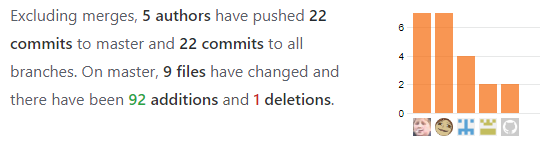 Excluding merges, 5 authors have pushed 22
commits to master and 22 commits to all
branches. On master, 9 files have changed and
there have been 92 additions and 1 deletions.
6
4
2
0